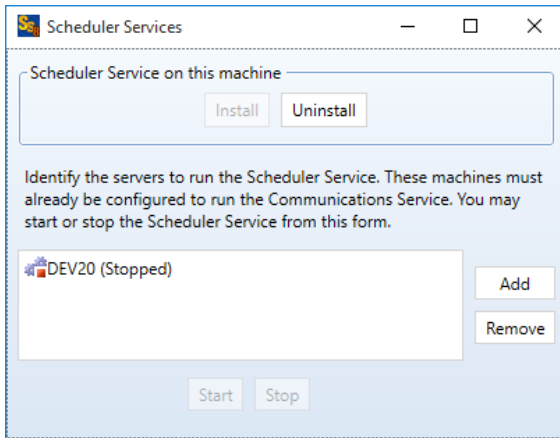 Scheduler Services
Scheduler Service on this machine
Install Uninstall
Identify the servers to run the Scheduler Service. These machines must
already be configured to run the Communications Service. You may
start or stop the Scheduler Service from this form.
DEV20 (Stopped)
Add
Remove
Start Stop